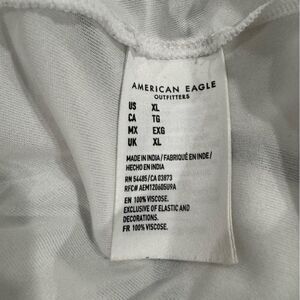 AMERICAN EAGLE
OUTFITTERS
US XL
CA TG
MX EXG
UK XL
MADE IN INDIA / FABRIQUÉ EN INDE /
HECHO EN INDIA
RN 54485/CA 03873
RFC# AEM120605U9A
EN 100% VISCOSE.
EXCLUSIVE OF ELASTIC AND
DECORATIONS.
FR 100% VISCOSE.